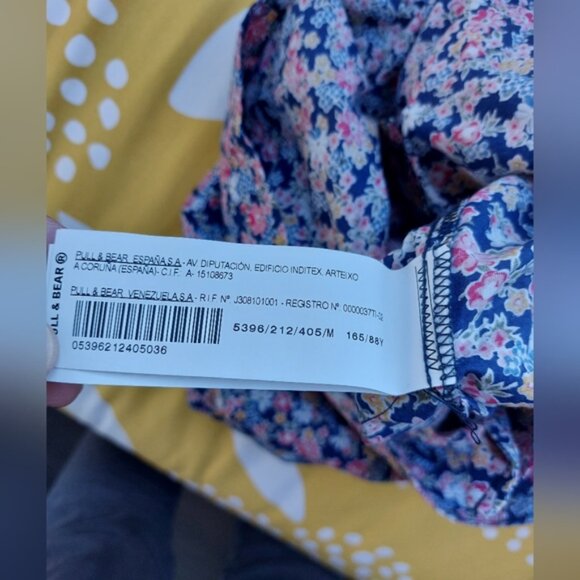 PULL & BEAR ®
PULL & BEAR ESPAÑA,S.A - AV. DIPUTACIÓN, EDIFICIO INDITEX, ARTEIXO
A CORUÑA (ESPAÑA)- C.I.F. A- 15108673
PULL & BEAR VENEZUELA,S.A - R.I.F. Nº J308101001 - REGISTRO Nº:
5396/212/405/M 165/88Y
05396212405036